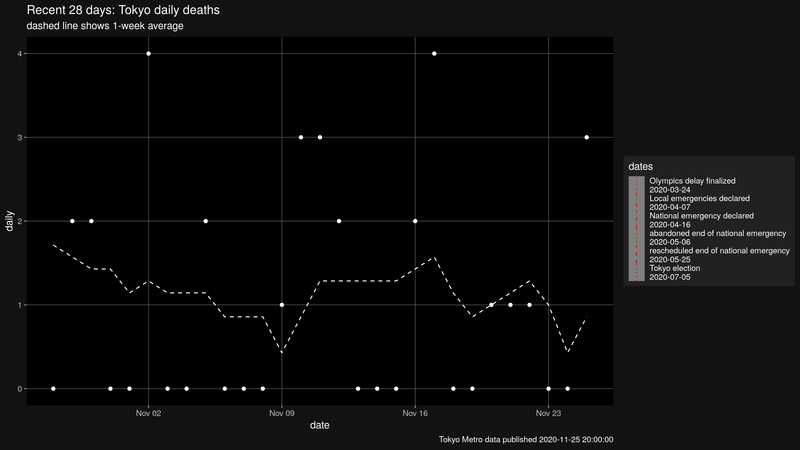 Recent 28 days: Tokyo daily deaths
dashed line shows 1-week average
4
3
2
1
0
daily
Nov 02
Nov 09
Nov 16
Nov 23
date
dates
Olympics delay finalized
2020-03-24
Local emergencies declared
2020-04-07
National emergency declared
2020-04-16
abandoned end of national emergency
2020-05-06
rescheduled end of national emergency
2020-05-25
Tokyo election
2020-07-05
Tokyo Metro data published 2020-11-25 20:00:00